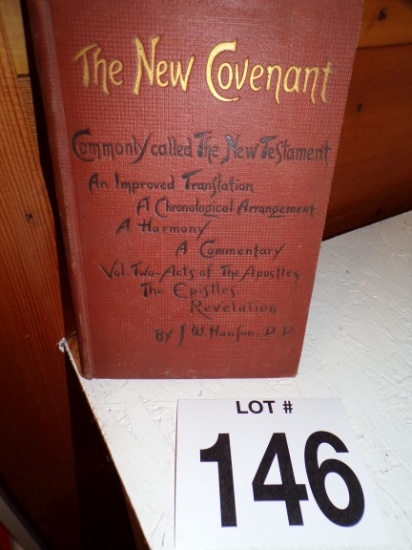 The New Covenant
Commonly called The New Testament
An Improved Translation
A Chronological Arrangement
A Harmony
A Commentary
Vol. Two-Acts of The Apostles
The Epistles
Revelation
By J. W. Hanson, D. D.
LOT #
146